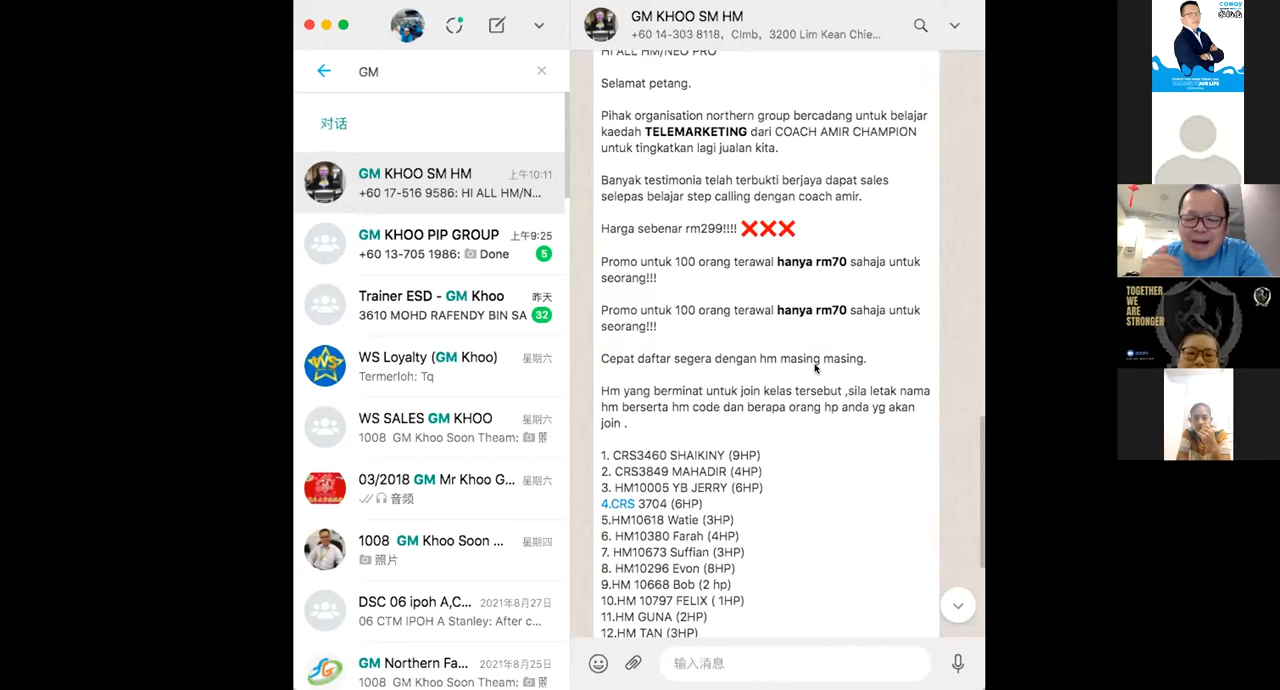 GM
对话
GM KHOO SM HM
上午10:11
+60 17-516 9586: HI ALL HM/N...
GM KHOO PIP GROUP
上午9:25
+60 13-705 1986: Done
5
Trainer ESD - GM Khoo
昨天
3610 MOHD RAFENDY BIN SA
32
WS Loyalty (GM Khoo)
星期六
Termerloh: Tq
WS SALES GM KHOO
星期六
1008 GM Khoo Soon Theam: 照
03/2018 GM Mr Khoo G...
星期六
音频
1008 GM Khoo Soon ...
星期四
照片
DSC 06 ipoh A,C...
2021年8月27日
06 CTM IPOH A Stanley: After c...
GM Northern Fa...
2021年8月25日
1008 GM Khoo Soon Theam: 照
GM KHOO SM HM
+60 14-303 8118, CImb, 3200 Lim Kean Chie...
HI ALL HM/NEO PRO
Selamat petang.
Pihak organisation northern group bercadang untuk belajar
kaedah TELEMARKETING dari COACH AMIR CHAMPION
untuk tingkatkan lagi jualan kita.
Banyak testimonia telah terbukti berjaya dapat sales
selepas belajar step calling dengan coach amir.
Harga sebenar rm299!!!! ❌❌❌
Promo untuk 100 orang terawal hanya rm70 sahaja untuk
seorang!!!
Promo untuk 100 orang terawal hanya rm70 sahaja untuk
seorang!!!
Cepat daftar segera dengan hm masing masing.
Hm yang berminat untuk join kelas tersebut ,sila letak nama
hm berserta hm code dan berapa orang hp anda yg akan
join .
1. CRS3460 SHAIKINY (9HP)
2. CRS3849 MAHADIR (4HP)
3. HM10005 YB JERRY (6HP)
4.CRS 3704 (6HP)
5.HM10618 Watie (3HP)
6. HM10380 Farah (4HP)
7. HM10673 Suffian (3HP)
8. HM10296 Evon (8HP)
9.HM 10668 Bob (2 hp)
10.HM 10797 FELIX ( 1HP)
11.HM GUNA (2HP)
12.HM TAN (3HP)
输入消息
COWAY
TOGETHER
WE
ARE
STRONGER
zoom